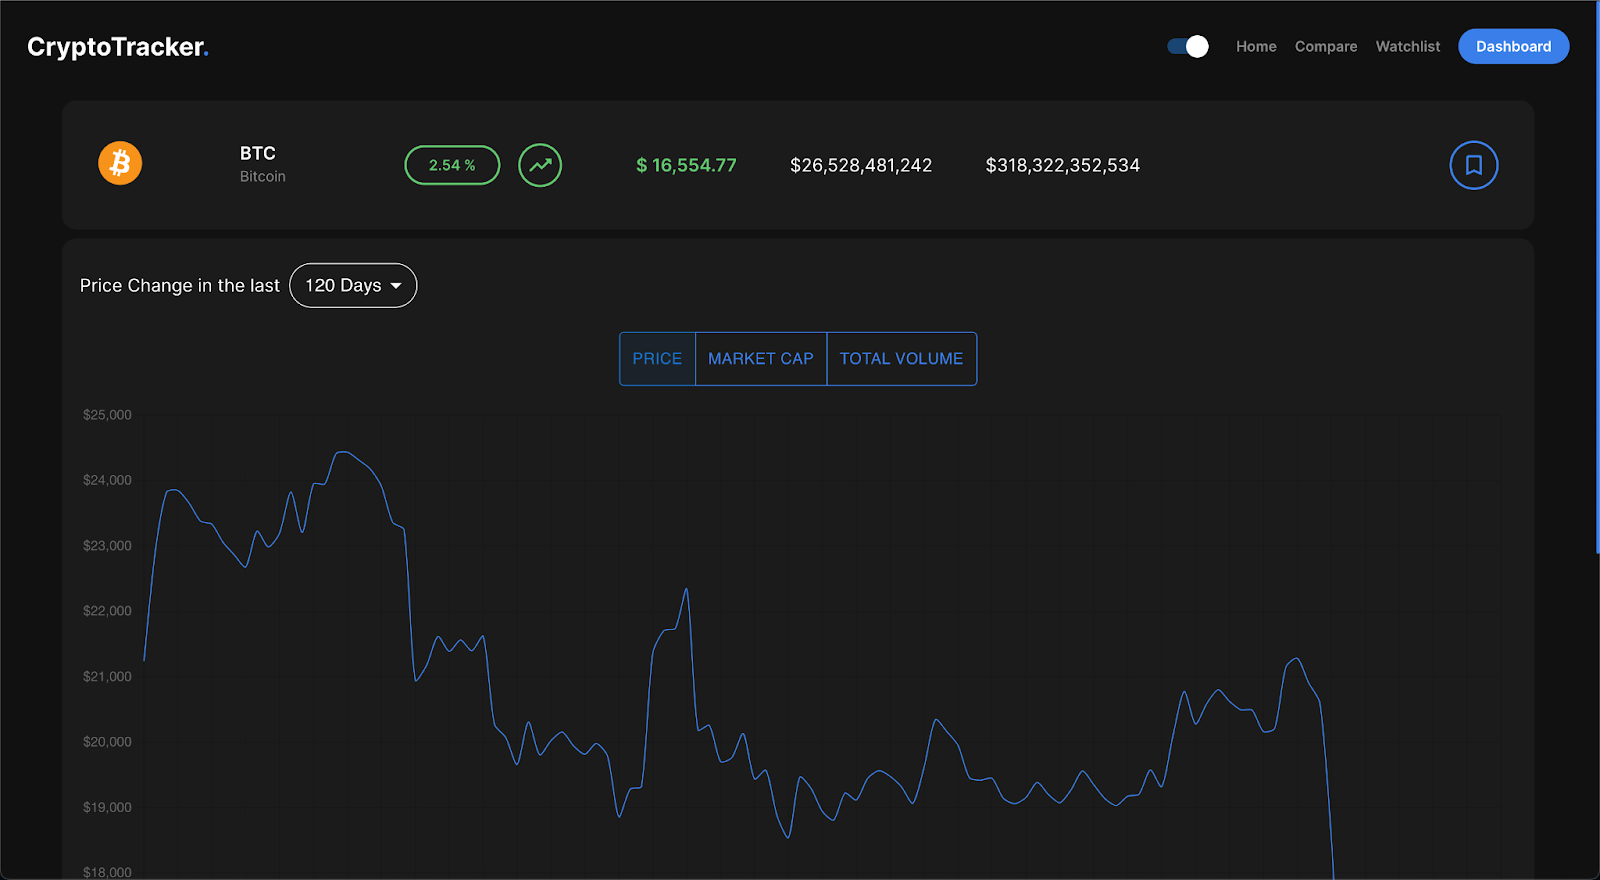 CryptoTracker.
Home Compare Watchlist Dashboard
BTC
Bitcoin
2.54 %
$ 16,554.77
$26,528,481,242
$318,322,352,534
Price Change in the last 120 Days
PRICE MARKET CAP TOTAL VOLUME
$25,000
$24,000
$23,000
$22,000
$21,000
$20,000
$19,000
$18,000